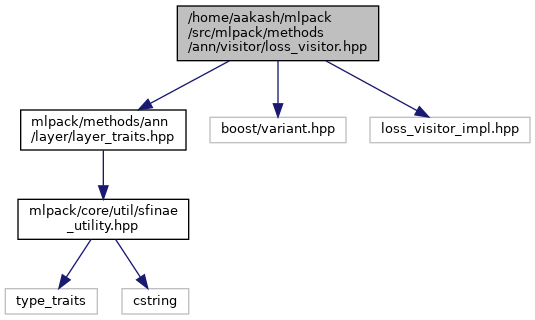 /home/aakash/mlpack
/src/mlpack/methods
/ann/visitor/loss_visitor.hpp
mlpack/methods/ann
/layer/layer_traits.hpp
boost/variant.hpp
loss_visitor_impl.hpp
mlpack/core/util/sfinae
_utility.hpp
type_traits
cstring